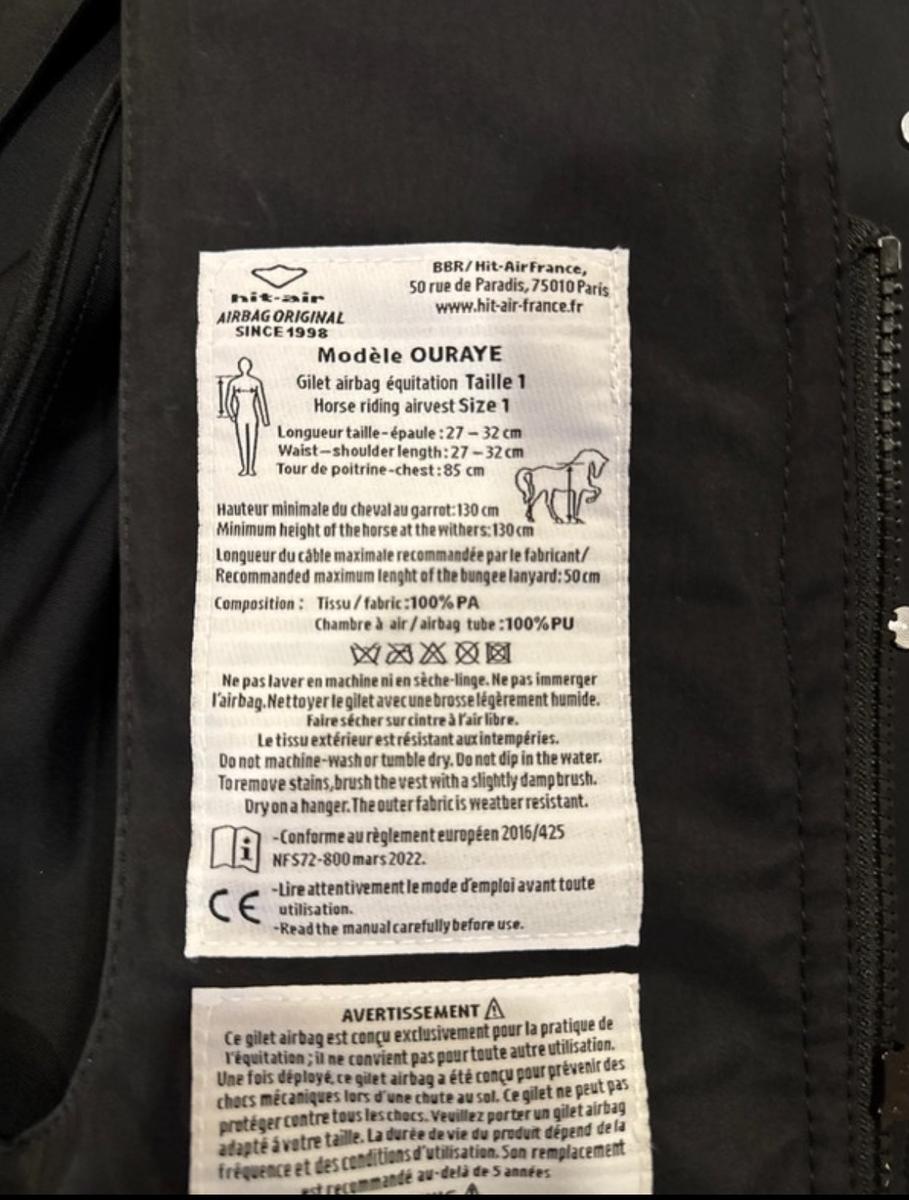 hit-air
AIRBAG ORIGINAL
SINCE 1998
BBR/Hit-AirFrance,
50 rue de Paradis, 75010 Paris
www.hit-air-france.fr
Modèle OURAYE
Gilet airbag équitation Taille 1
Horse riding airvest Size 1
Longueur taille-épaule : 27 – 32 cm
Waist–shoulder length : 27 – 32 cm
Tour de poitrine-chest : 85 cm
Hauteur minimale du cheval au garrot: 130 cm
Minimum height of the horse at the withers: 130 cm
Longueur du câble maximale recommandée par le fabricant/
Recommanded maximum lenght of the bungee lanyard: 50 cm
Composition : Tissu / fabric :100% PA
Chambre à air / airbag tube :100% PU
Ne pas laver en machine ni en sèche-linge. Ne pas immerger
l'airbag. Nettoyer le gilet avec une brosse légèrement humide.
Faire sécher sur cintre à l'air libre.
Le tissu extérieur est résistant aux intempéries.
Do not machine-wash or tumble dry. Do not dip in the water.
To remove stains, brush the vest with a slightly damp brush.
Dry on a hanger. The outer fabric is weatber resistant.
-Conforme au règlement européen 2016/425
NFS72-800 mars 2022.
CE
-Lire attentivement le mode d'emploi avant toute
utilisation.
-Read the manual carefully before use.
AVERTISSEMENT
Ce gilet airbag est conçu exclusivement pour la pratique de
l'équitation ; il ne convient pas pour toute autre utilisation.
Une fois déployé, ce gilet airbag a été conçu pour prévenir des
chocs mécaniques lors d'une chute au sol. Ce gilet ne peut pas
protéger contre tous les chocs. Veuillez porter un gilet airbag
adapté à votre taille. La durée de vie du produit dépend de la
fréquence et des conditions d'utilisation. Son remplacement
est recommandé au-delà de 5 années